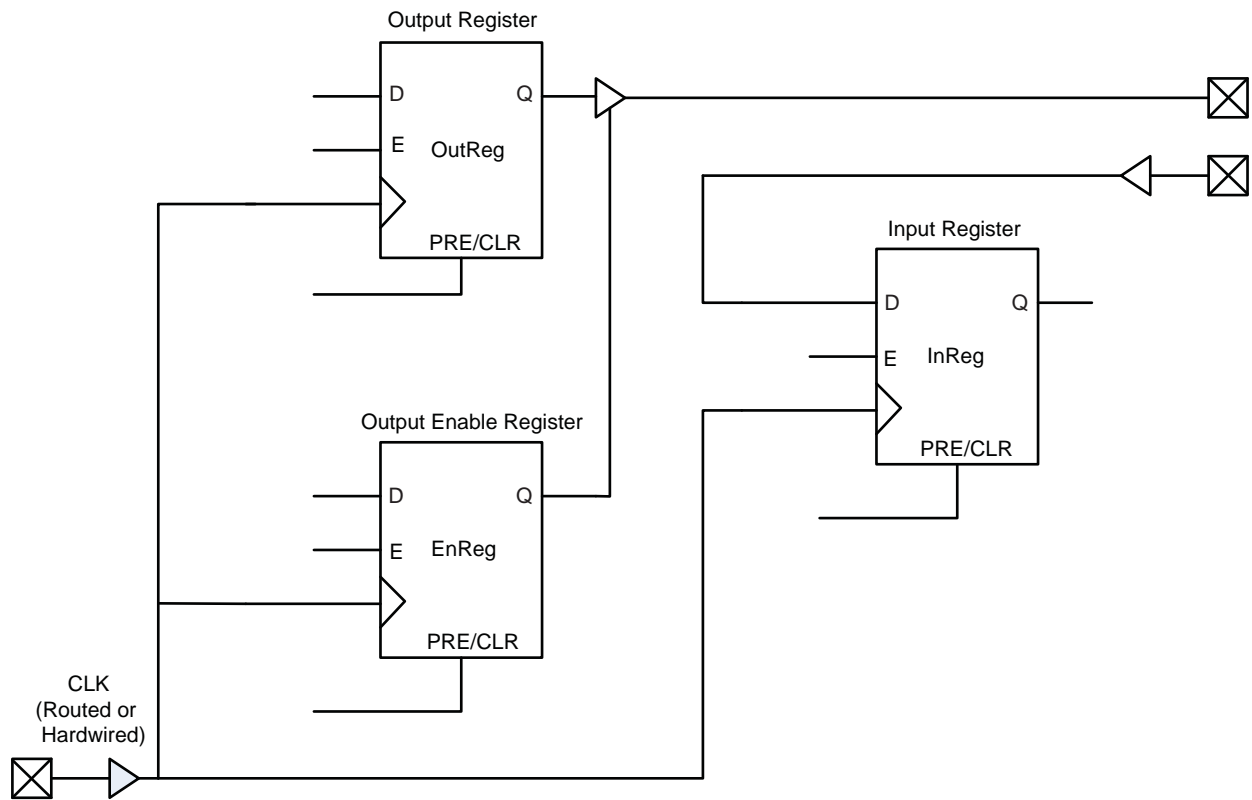 Output Register
D
Q
E
OutReg
PRE/CLR
Input Register
D
Q
E
InReg
PRE/CLR
Output Enable Register
D
Q
E
EnReg
PRE/CLR
CLK
(Routed or
Hardwired)